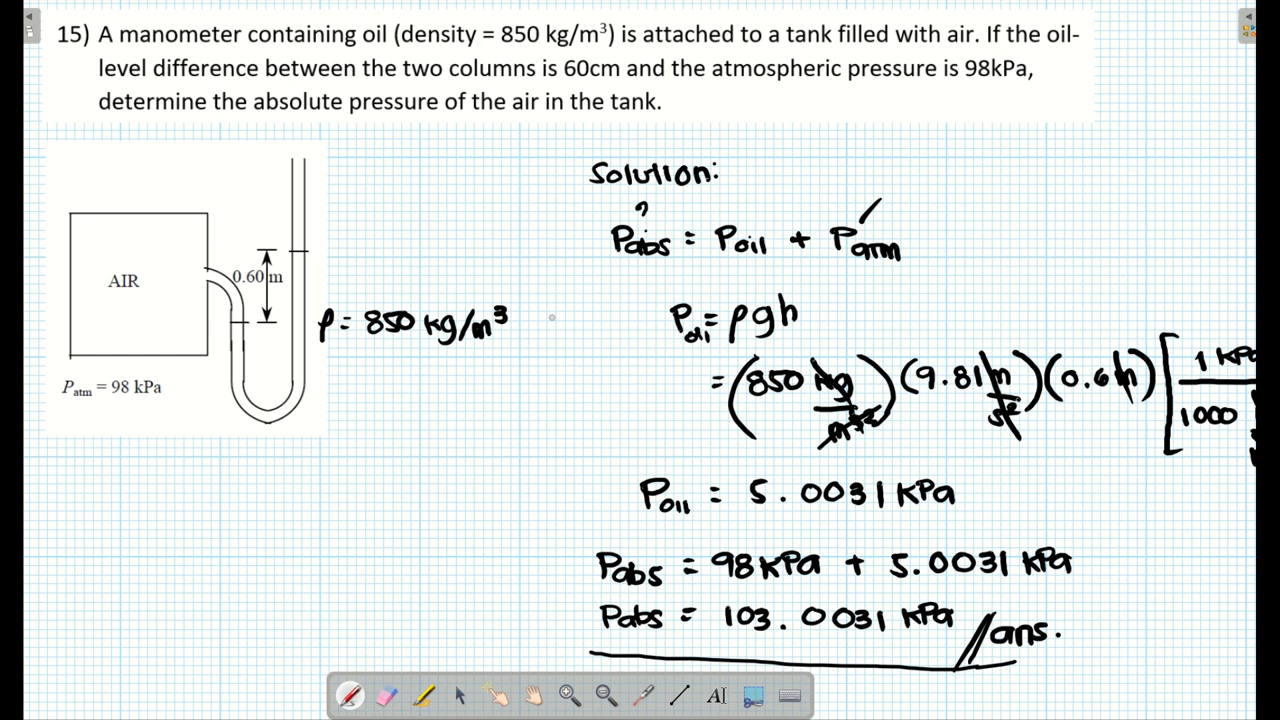 15) A manometer containing oil (density = 850 kg/m³) is attached to a tank filled with air. If the oil-
level difference between the two columns is 60cm and the atmospheric pressure is 98kPa,
determine the absolute pressure of the air in the tank.
AIR
0.60 m
P_atm = 98 kPa
ρ = 850 kg/m³
Solution:
?
Pabs = Poil + Patm
Poil = ρgh
= (850 kg/m³)(9.81 m/s²)(0.6 m)[1 kPa/1000
Poil = 5.0031 kPa
Pabs = 98 kPa + 5.0031 kPa
Pabs = 103.0031 kPa // ans.
AI